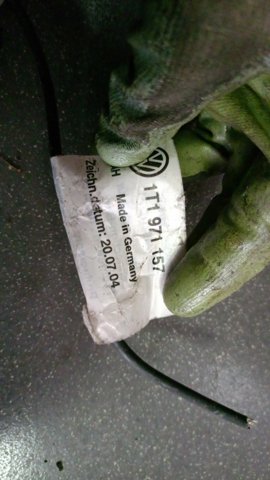 1T1 971 157
H Made in Germany
Zeichn.datum: 20.07.04